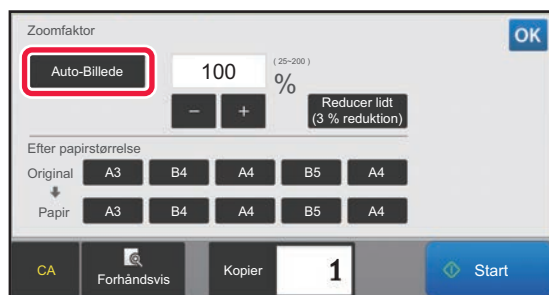 Zoomfaktor
OK
Auto-Billede
100
(25~200)
%
−
+
Reducer lidt
(3 % reduktion)
Efter papirstørrelse
Original
A3
B4
A4
B5
A4
Papir
A3
B4
A4
B5
A4
CA
Forhåndsvis
Kopier
1
Start